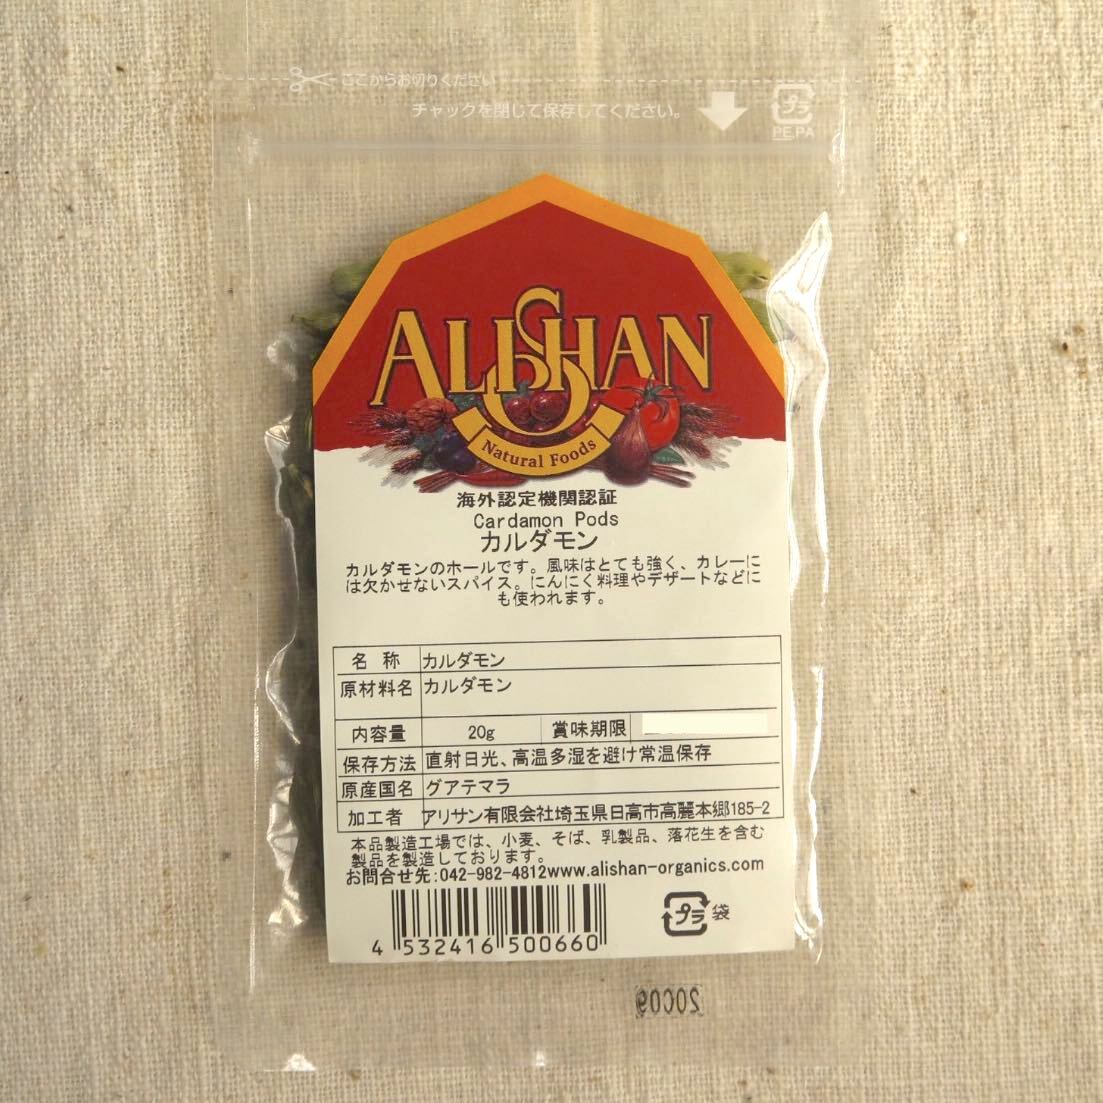 ここからお切りください
チャックを閉じて保存してください。
プラ
PE,PA
ALISHAN
Natural Foods
海外認定機関認証
Cardamon Pods
カルダモン
カルダモンのホールです。風味はとても強く、カレーに
は欠かせないスパイス。にんにく料理やデザートなどに
も使われます。
名 称 カルダモン
原材料名 カルダモン
内容量 20g 賞味期限
保存方法 直射日光、高温多湿を避け常温保存
原産国名 グアテマラ
加工者 アリサン有限会社埼玉県日高市高麗本郷185-2
本品製造工場では、小麦、そば、乳製品、落花生を含む
製品を製造しております。
お問合せ先:042-982-4812www.alishan-organics.com
プラ 袋
4 532416 500660